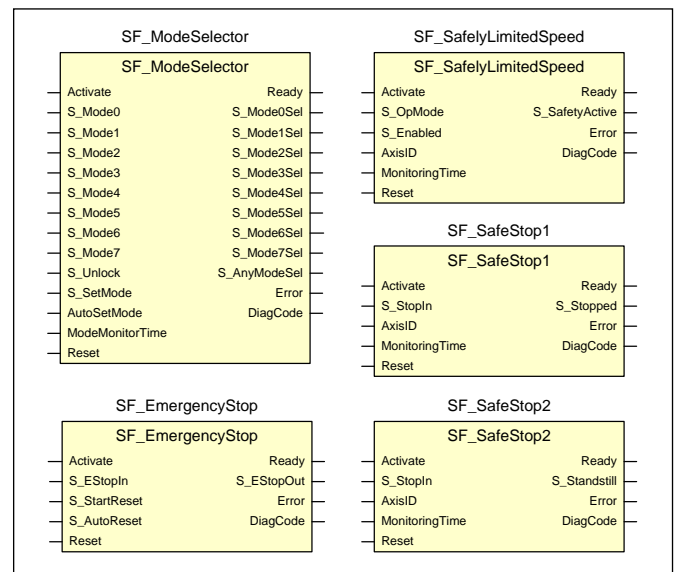 SF_ModeSelector
SF_ModeSelector
Activate Ready
S_Mode0 S_Mode0Sel
S_Mode1 S_Mode1Sel
S_Mode2 S_Mode2Sel
S_Mode3 S_Mode3Sel
S_Mode4 S_Mode4Sel
S_Mode5 S_Mode5Sel
S_Mode6 S_Mode6Sel
S_Mode7 S_Mode7Sel
S_Unlock S_AnyModeSel
S_SetMode Error
AutoSetMode DiagCode
ModeMonitorTime
Reset
SF_SafelyLimitedSpeed
SF_SafelyLimitedSpeed
Activate Ready
S_OpMode S_SafetyActive
S_Enabled Error
AxisID DiagCode
MonitoringTime
Reset
SF_SafeStop1
SF_SafeStop1
Activate Ready
S_StopIn S_Stopped
AxisID Error
MonitoringTime DiagCode
Reset
SF_EmergencyStop
SF_EmergencyStop
Activate Ready
S_EStopIn S_EStopOut
S_StartReset Error
S_AutoReset DiagCode
Reset
SF_SafeStop2
SF_SafeStop2
Activate Ready
S_StopIn S_Standstill
AxisID Error
MonitoringTime DiagCode
Reset